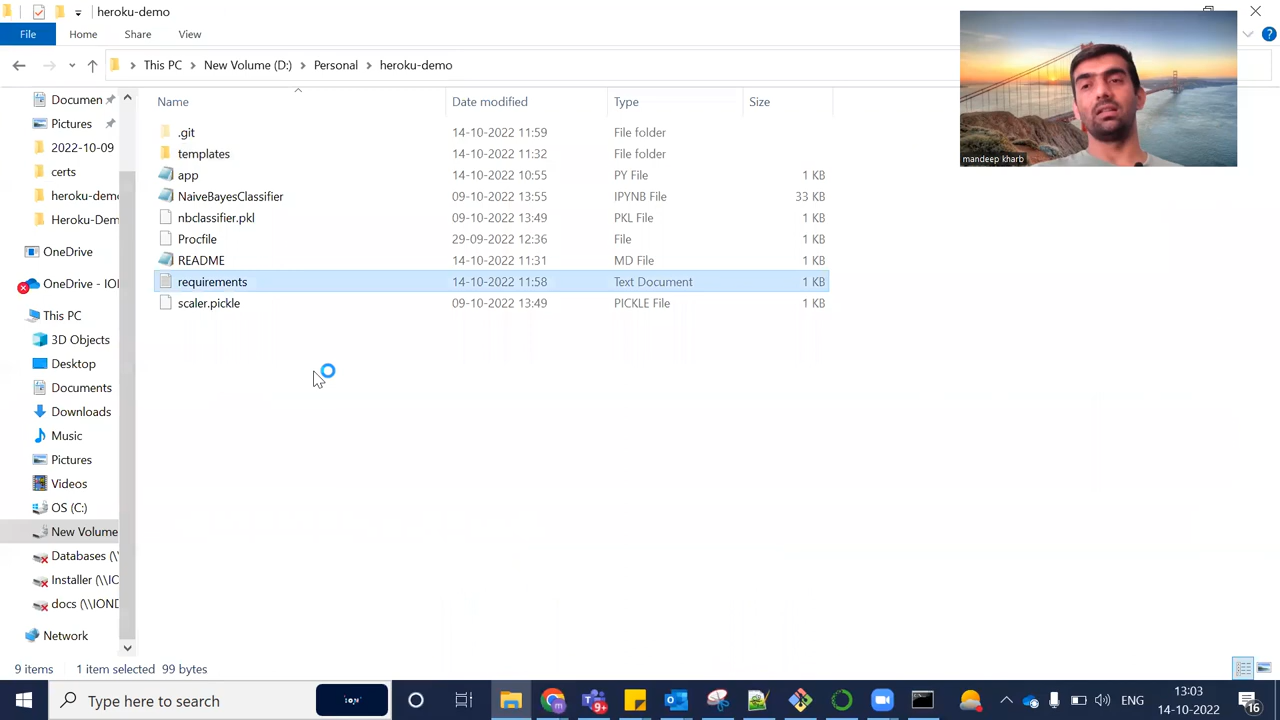 heroku-demo
File Home Share View
This PC New Volume (D:) Personal heroku-demo
Name Date modified Type Size
.git 14-10-2022 11:59 File folder
templates 14-10-2022 11:32 File folder
app 14-10-2022 10:55 PY File 1 KB
NaiveBayesClassifier 09-10-2022 13:55 IPYNB File 33 KB
nbclassifier.pkl 09-10-2022 13:49 PKL File 1 KB
Procfile 29-09-2022 12:36 File 1 KB
README 14-10-2022 11:31 MD File 1 KB
requirements 14-10-2022 11:58 Text Document 1 KB
scaler.pickle 09-10-2022 13:49 PICKLE File 1 KB
Documen
Pictures
2022-10-09
certs
heroku-dem
Heroku-Dem
OneDrive
OneDrive - ION
This PC
3D Objects
Desktop
Documents
Downloads
Music
Pictures
Videos
OS (C:)
New Volume
Databases (\\
Installer (\\IC
docs (\\IOND
Network
mandeep kharb
9 items 1 item selected 99 bytes
Type here to search
ION
9+
ENG
13:03
14-10-2022
16